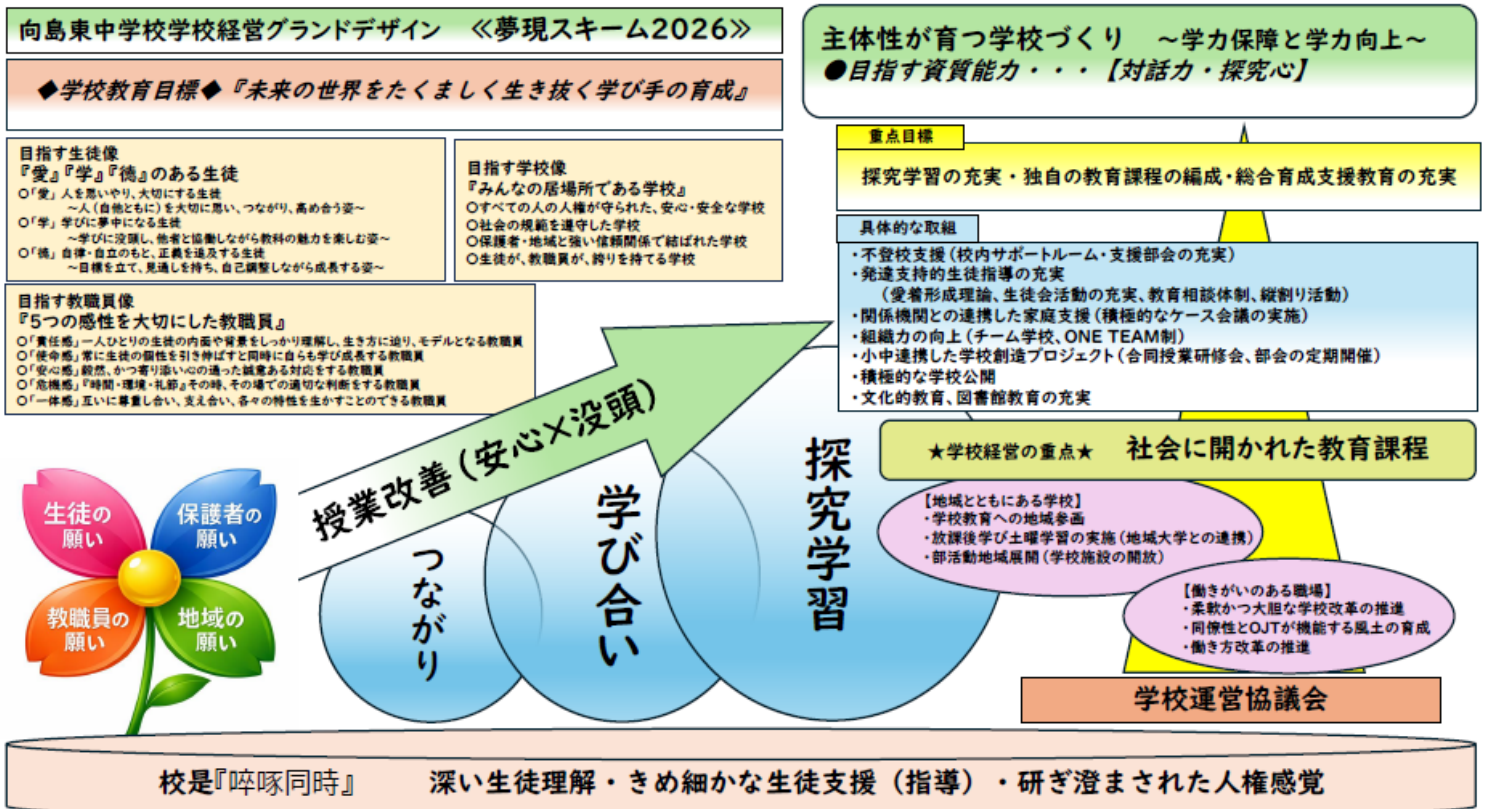 向島東中学校学校経営グランドデザイン　≪夢現スキーム2026≫
◆学校教育目標◆『未来の世界をたくましく生き抜く学び手の育成』
目指す生徒像
『愛』『学』『徳』のある生徒
○「愛」人を思いやり、大切にする生徒
～人（自他ともに）を大切に思い、つながり、高め合う姿～
○「学」学びに夢中になる生徒
～学びに没頭し、他者と協働しながら教科の魅力を楽しむ姿～
○「徳」自律・自立のもと、正義を追及する生徒
～目標を立て、見通しを持ち、自己調整しながら成長する姿～
目指す学校像
『みんなの居場所である学校』
○すべての人の人権が守られた、安心・安全な学校
○社会の規範を遵守した学校
○保護者・地域と強い信頼関係で結ばれた学校
○生徒が、教職員が、誇りを持てる学校
目指す教職員像
『5つの感性を大切にした教職員』
○「責任感」一人ひとりの生徒の内面や背景をしっかり理解し、生き方に迫り、モデルとなる教職員
○「使命感」常に生徒の個性を引き伸ばすと同時に自らも学び成長する教職員
○「安心感」毅然、かつ寄り添い心の通った誠意ある対応をする教職員
○「危機感」『時間・環境・礼節』その時、その場での適切な判断をする教職員
○「一体感」互いに尊重し合い、支え合い、各々の特性を生かすことのできる教職員
主体性が育つ学校づくり　～学力保障と学力向上～
●目指す資質能力・・・【対話力・探究心】
重点目標
探究学習の充実・独自の教育課程の編成・総合育成支援教育の充実
具体的な取組
・不登校支援（校内サポートルーム・支援部会の充実）
・発達支持的生徒指導の充実
（愛着形成理論、生徒会活動の充実、教育相談体制、縦割り活動）
・関係機関との連携した家庭支援（積極的なケース会議の実施）
・組織力の向上（チーム学校、ONE TEAM制）
・小中連携した学校創造プロジェクト（合同授業研修会、部会の定期開催）
・積極的な学校公開
・文化的教育、図書館教育の充実
★学校経営の重点★　社会に開かれた教育課程
【地域とともにある学校】
・学校教育への地域参画
・放課後学び土曜学習の実施（地域大学との連携）
・部活動地域展開（学校施設の開放）
【働きがいのある職場】
・柔軟かつ大胆な学校改革の推進
・同僚性とOJTが機能する風土の育成
・働き方改革の推進
学校運営協議会
授業改善（安心×没頭）
つながり
学び合い
探究学習
生徒の
願い
保護者の
願い
教職員の
願い
地域の
願い
校是『啐啄同時』　深い生徒理解・きめ細かな生徒支援（指導）・研ぎ澄まされた人権感覚